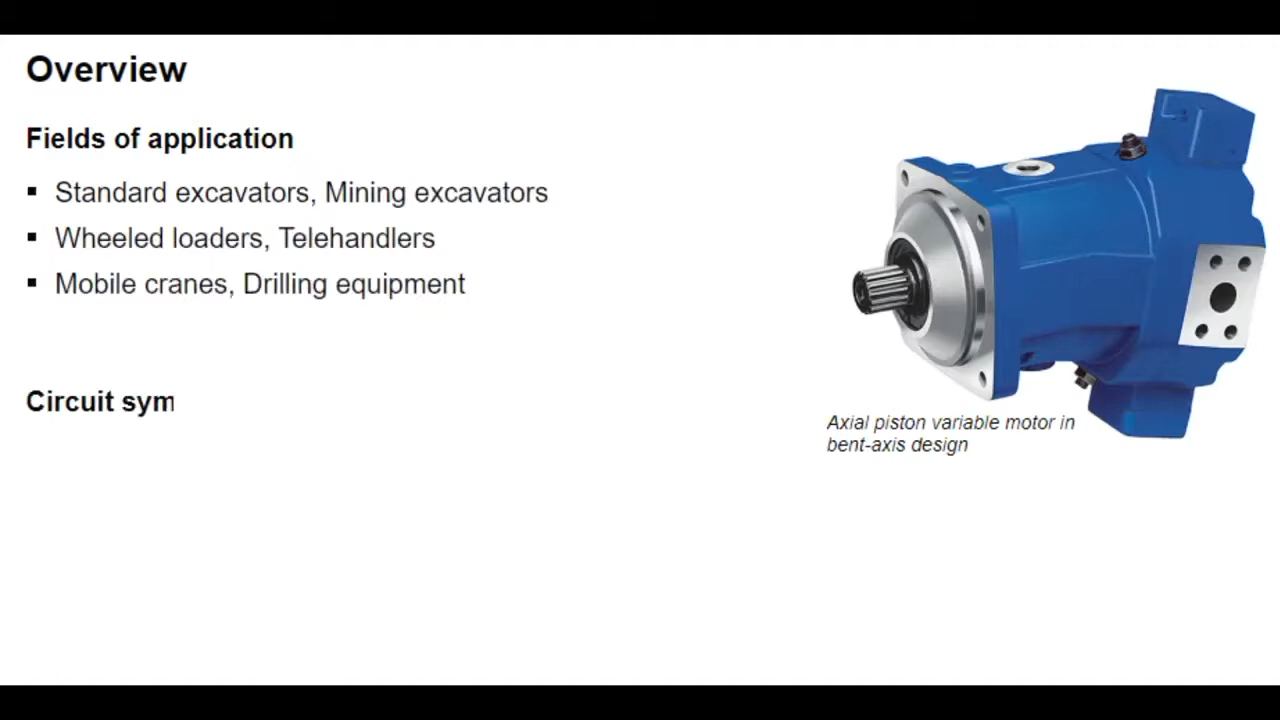 Overview
Fields of application
▪ Standard excavators, Mining excavators
▪ Wheeled loaders, Telehandlers
▪ Mobile cranes, Drilling equipment
Circuit sym
Axial piston variable motor in
bent-axis design